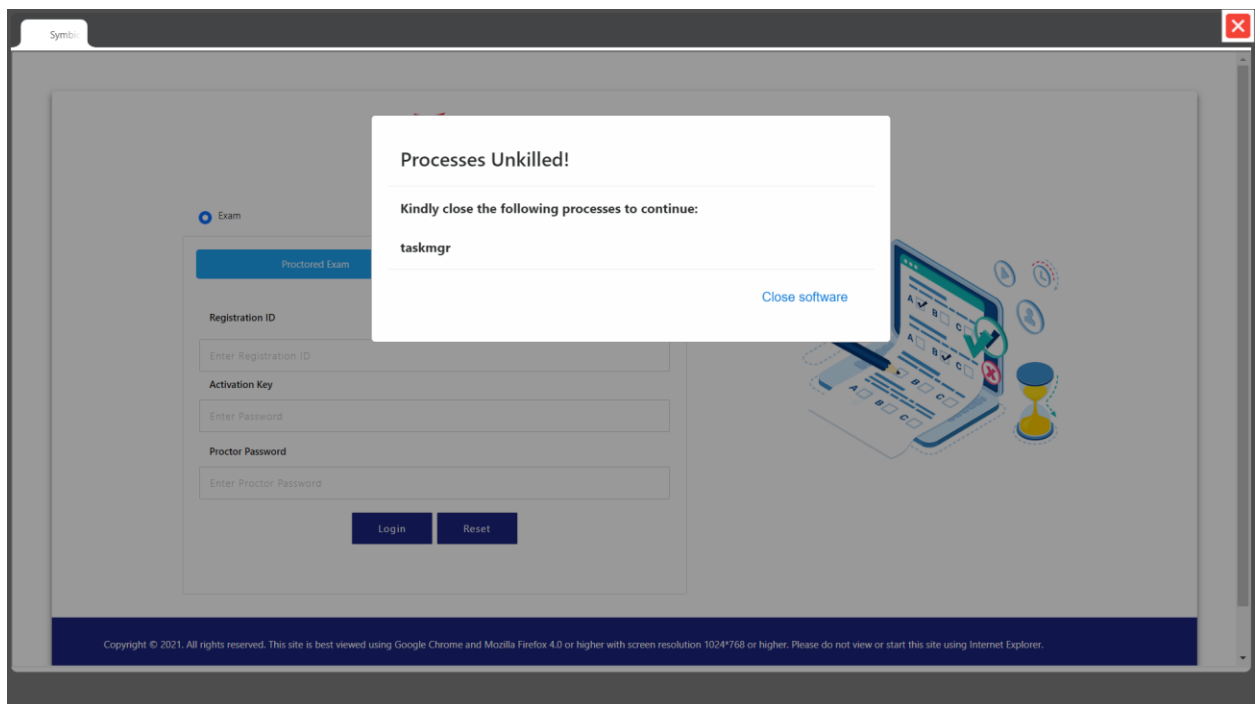 Symbi
Processes Unkilled!
Kindly close the following processes to continue:
taskmgr
Close software
Exam
Proctored Exam
Registration ID
Enter Registration ID
Activation Key
Enter Password
Proctor Password
Enter Proctor Password
Login Reset
A B C
A B C
A B C
A B C
Copyright © 2021. All rights reserved. This site is best viewed using Google Chrome and Mozilla Firefox 4.0 or higher with screen resolution 1024*768 or higher. Please do not view or start this site using Internet Explorer.